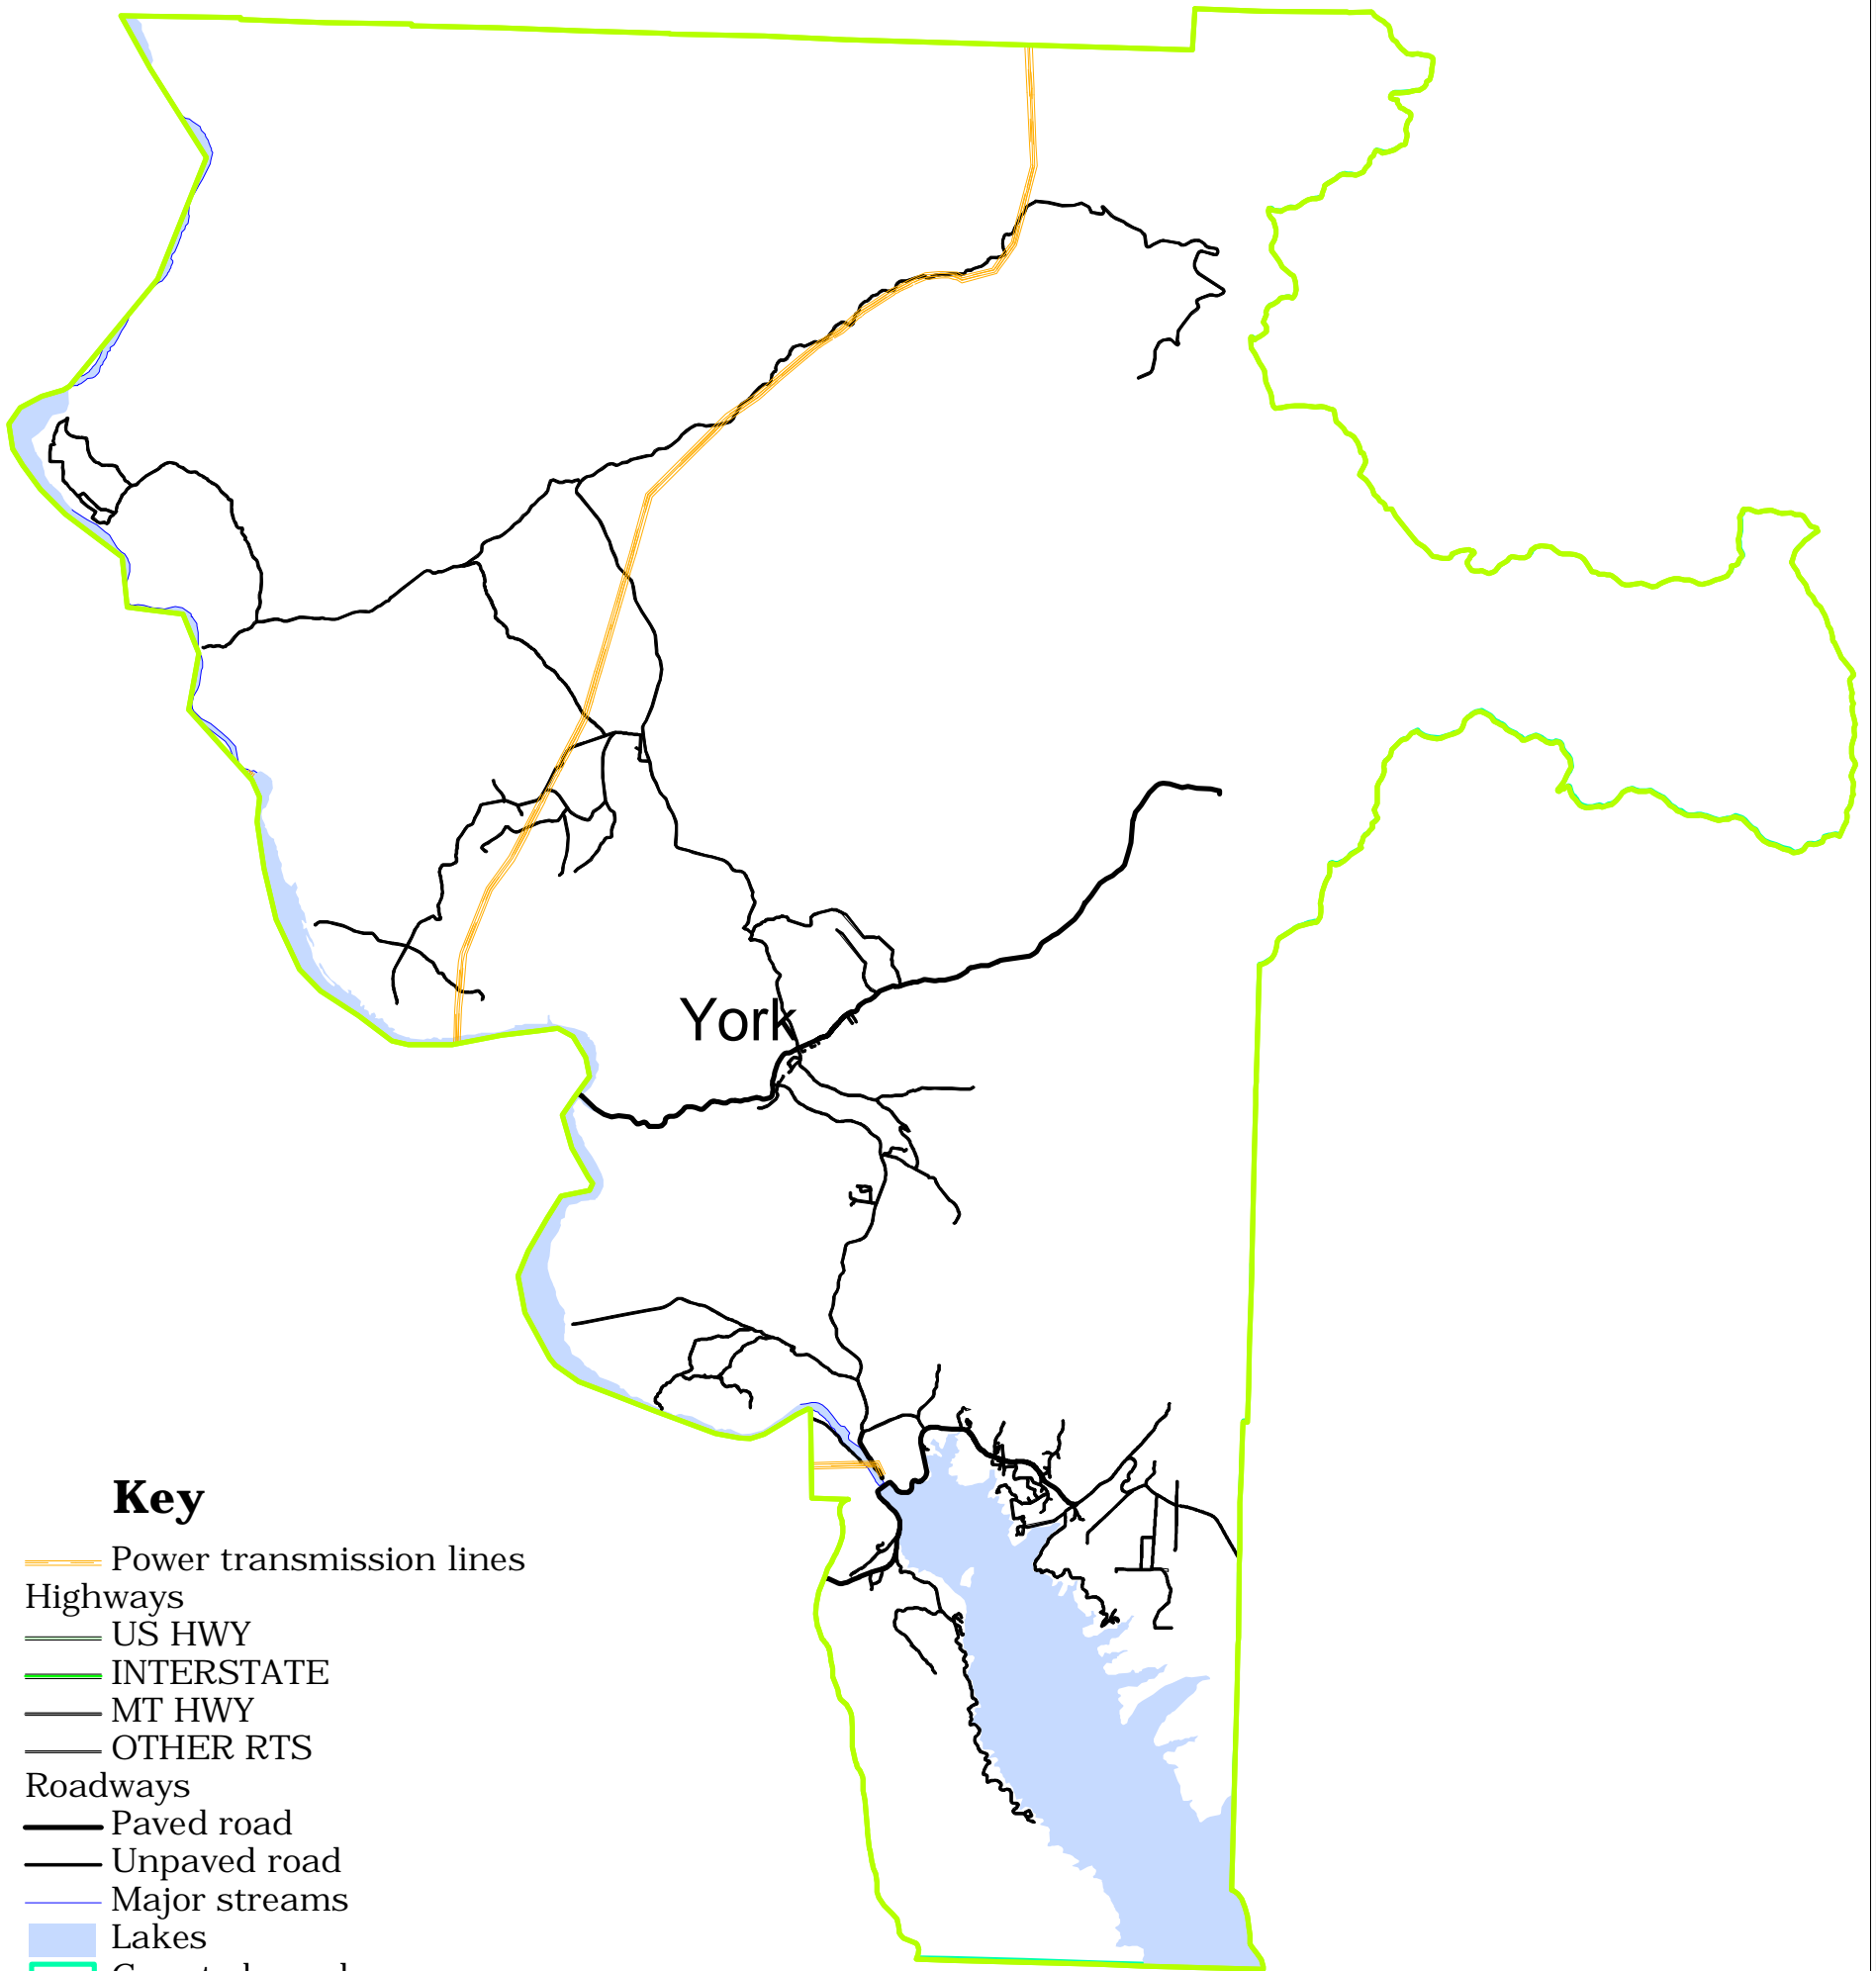 York
Key
Power transmission lines
Highways
US HWY
INTERSTATE
MT HWY
OTHER RTS
Roadways
Paved road
Unpaved road
Major streams
Lakes